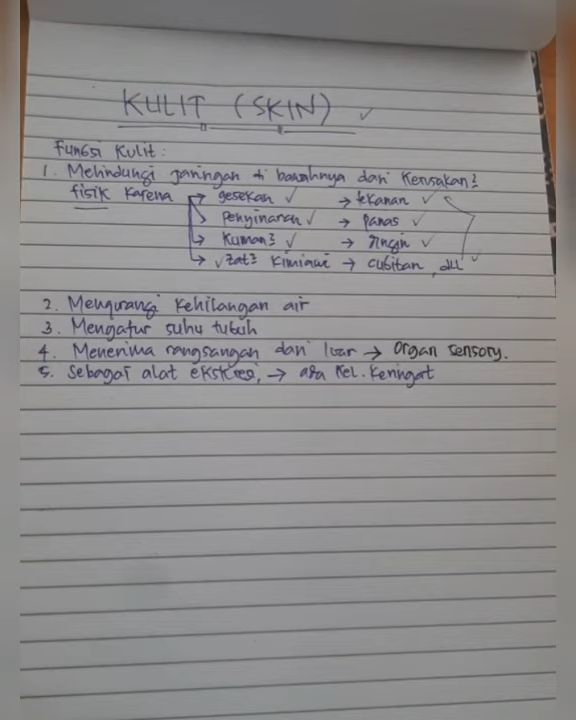 KULIT (SKIN) ✓
Fungsi Kulit:
1. Melindungi jaringan di bawahnya dari Kerusakan²
fisik karena → gesekan ✓ → tekanan ✓
→ Penyinaran ✓ → panas ✓
→ Kuman² ✓ → dingin ✓
→ ✓ zat² Kimiawi → cubitan, dll ✓
2. Mengurangi Kehilangan air
3. Mengatur suhu tubuh
4. Menerima rangsangan dari luar → organ sensory.
5. Sebagai alat ekskresi, → ada Kel. Keringat